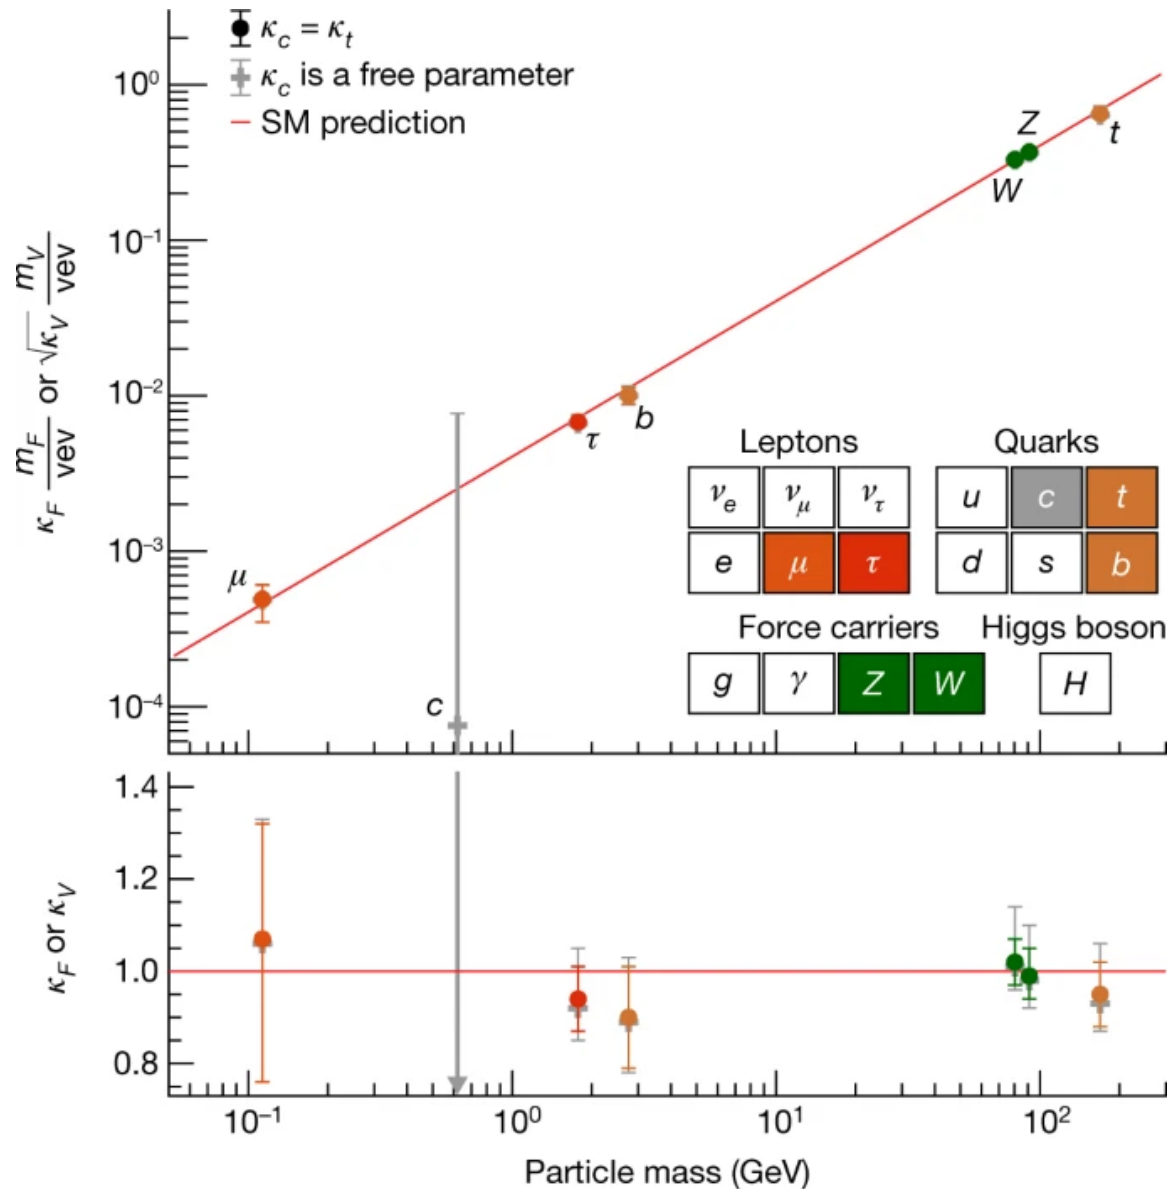 κc = κt
κc is a free parameter
SM prediction
κF mF/vev or √κV mV/vev
10⁰
10⁻¹
10⁻²
10⁻³
10⁻⁴
Z
t
W
b
τ
μ
c
Leptons
νe νμ ντ
e μ τ
Quarks
u c t
d s b
Force carriers
g γ Z W
Higgs boson
H
κF or κV
1.4
1.2
1.0
0.8
10⁻¹ 10⁰ 10¹ 10²
Particle mass (GeV)